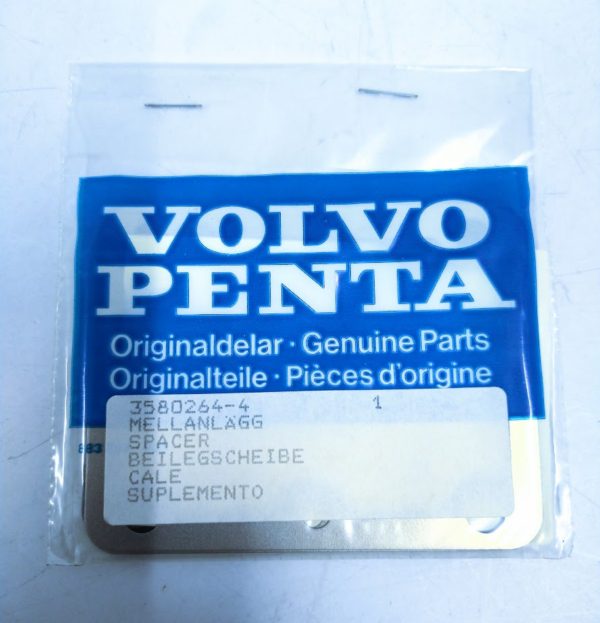 VOLVO
PENTA
Originaldelar · Genuine Parts
Originalteile · Pièces d'origine
3580264-4 1
MELLANLÄGG
SPACER
BEILEGSCHEIBE
CALE
SUPLEMENTO